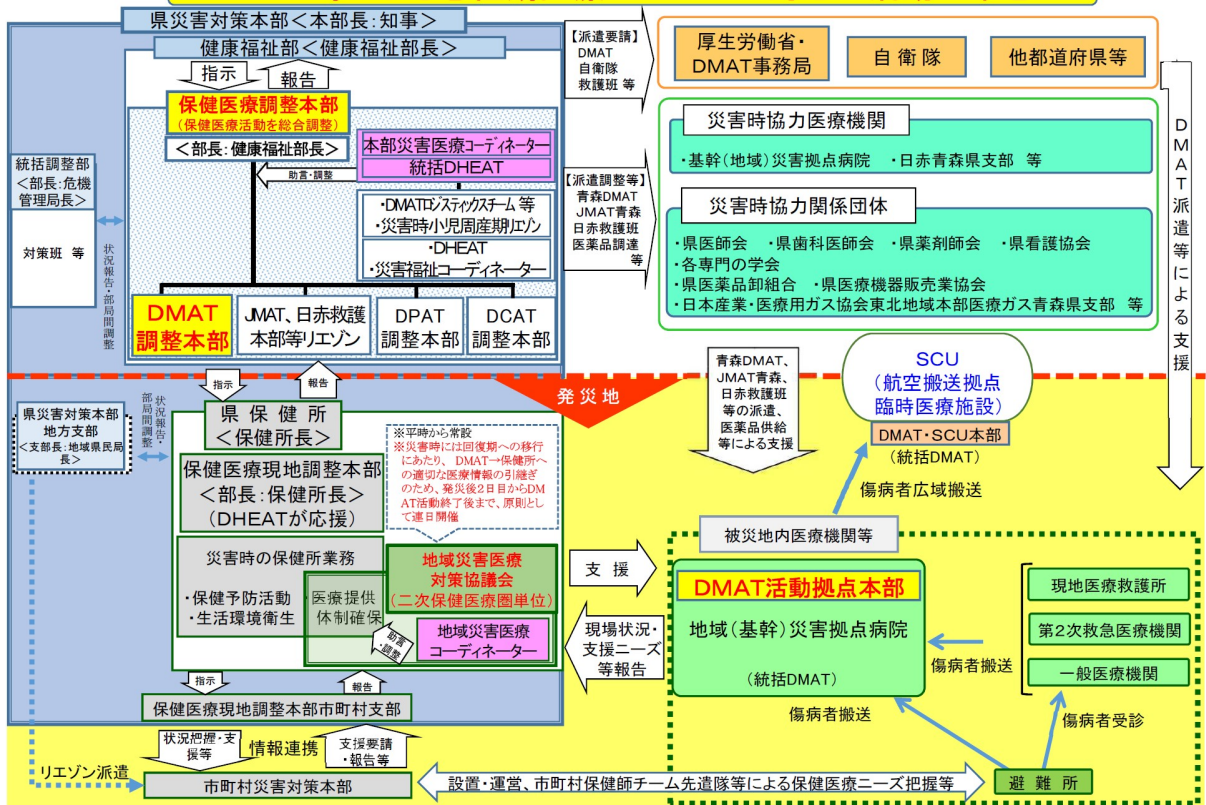 県災害対策本部<本部長:知事>
健康福祉部<健康福祉部長>
指示
報告
保健医療調整本部
(保健医療活動を総合調整)
<部長:健康福祉部長>
本部災害医療コーディネーター
統括DHEAT
助言・調整
・DMATロジスティックスチーム 等
・災害時小児周産期リエゾン
・DHEAT
・災害福祉コーディネーター
統括調整部
<部長:危機
管理局長>
対策班 等
状況報告・部局間調整
DMAT
調整本部
JMAT、日赤救護
本部等リエゾン
DPAT
調整本部
DCAT
調整本部
【派遣要請】
DMAT
自衛隊
救護班 等
厚生労働省・
DMAT事務局
自衛隊
他都道府県等
【派遣調整等】
青森DMAT
JMAT青森
日赤救護班
医薬品調達
等
災害時協力医療機関
・基幹(地域)災害拠点病院 ・日赤青森県支部 等
災害時協力関係団体
・県医師会 ・県歯科医師会 ・県薬剤師会 ・県看護協会
・各専門の学会
・県医薬品卸組合 ・県医療機器販売業協会
・日本産業・医療用ガス協会東北地域本部医療ガス青森県支部 等
DMAT派遣等による支援
指示
報告
発災地
青森DMAT、
JMAT青森、
日赤救護班
等の派遣、
医薬品供給
等による支援
SCU
(航空搬送拠点
臨時医療施設)
DMAT・SCU本部
(統括DMAT)
傷病者広域搬送
県災害対策本部
地方支部
<支部長:地域県民局
長>
状況報告・
部局間調整
県保健所
<保健所長>
保健医療現地調整本部
<部長:保健所長>
(DHEATが応援)
※平時から常設
※災害時には回復期への移行
にあたり、DMAT→保健所へ
の適切な医療情報の引継ぎ
のため、発災後2日目からDM
AT活動終了後まで、原則とし
て連日開催
災害時の保健所業務
・保健予防活動
・生活環境衛生
・医療提供
体制確保
地域災害医療
対策協議会
(二次保健医療圏単位)
助言・調整
地域災害医療
コーディネーター
支援
現場状況・
支援ニーズ
等報告
被災地内医療機関等
DMAT活動拠点本部
地域(基幹)災害拠点病院
(統括DMAT)
傷病者搬送
現地医療救護所
第2次救急医療機関
一般医療機関
傷病者搬送
傷病者受診
指示
報告
保健医療現地調整本部市町村支部
状況把握・支
援等
情報連携
支援要請
・報告等
リエゾン派遣
市町村災害対策本部
設置・運営、市町村保健師チーム先遣隊等による保健医療ニーズ把握等
避難所